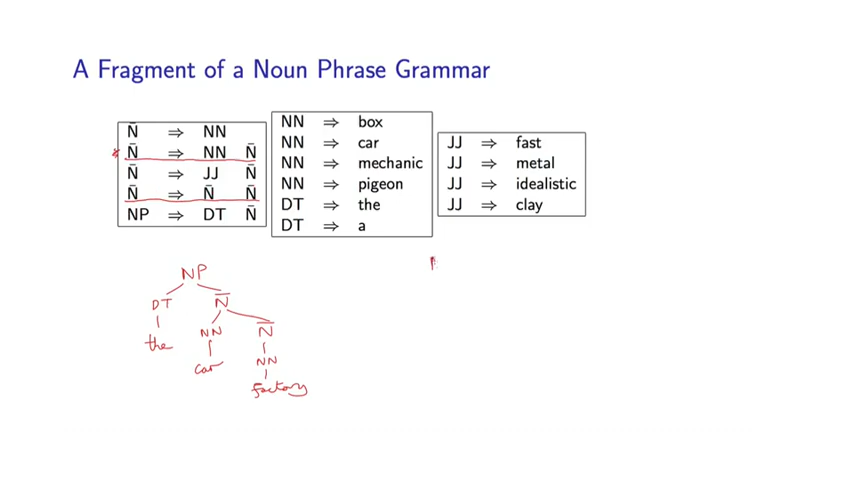 A Fragment of a Noun Phrase Grammar
N̄ ⇒ NN
* N̄ ⇒ NN N̄
N̄ ⇒ JJ N̄
N̄ ⇒ N̄ N̄
NP ⇒ DT N̄
NN ⇒ box
NN ⇒ car
NN ⇒ mechanic
NN ⇒ pigeon
DT ⇒ the
DT ⇒ a
JJ ⇒ fast
JJ ⇒ metal
JJ ⇒ idealistic
JJ ⇒ clay
NP
DT N̄
the NN N̄
car NN
factory